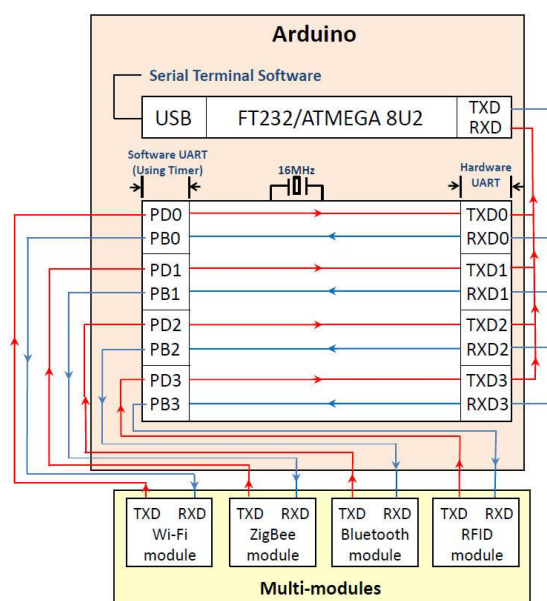 Arduino
Serial Terminal Software
USB
FT232/ATMEGA 8U2
TXD
RXD
Software UART
(Using Timer)
16MHz
Hardware
UART
PD0
TXD0
PB0
RXD0
PD1
TXD1
PB1
RXD1
PD2
TXD2
PB2
RXD2
PD3
TXD3
PB3
RXD3
TXD RXD
Wi-Fi
module
TXD RXD
ZigBee
module
TXD RXD
Bluetooth
module
TXD RXD
RFID
module
Multi-modules